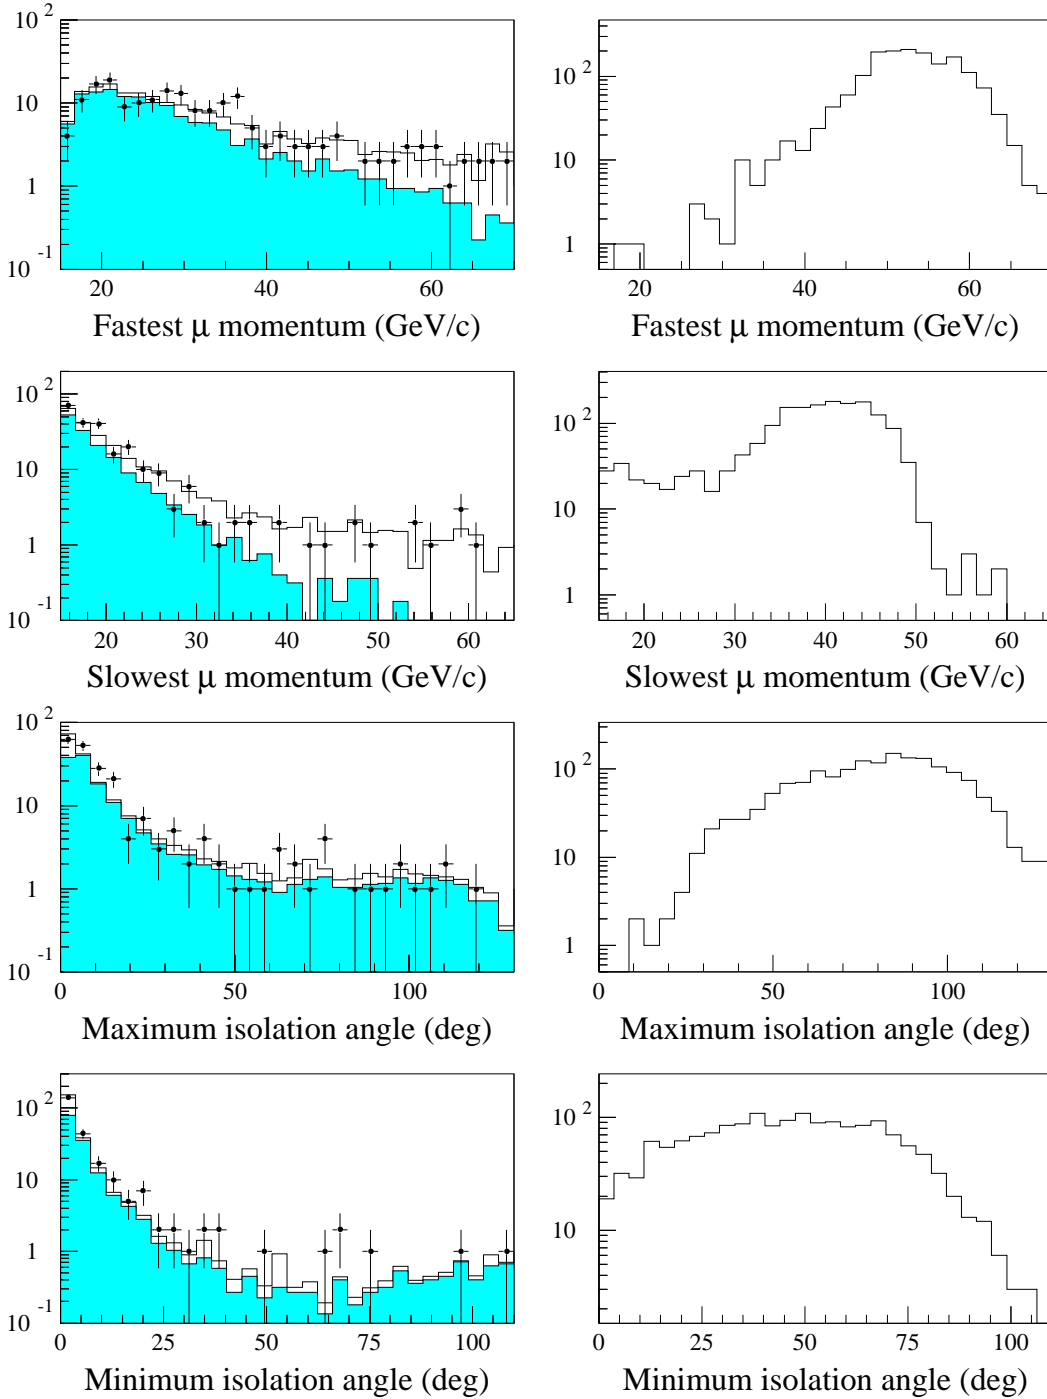 10 2
10 2
10
10
1
1
10 -1
20 40 60
20 40 60
Fastest μ momentum (GeV/c)
Fastest μ momentum (GeV/c)
10 2
10 2
10
10
1
1
10 -1
20 30 40 50 60
20 30 40 50 60
Slowest μ momentum (GeV/c)
Slowest μ momentum (GeV/c)
10 2
10 2
10
10
1
1
10 -1
0 50 100
0 50 100
Maximum isolation angle (deg)
Maximum isolation angle (deg)
10 2
10 2
10
10
1
10 -1
0 25 50 75 100
0 25 50 75 100
Minimum isolation angle (deg)
Minimum isolation angle (deg)